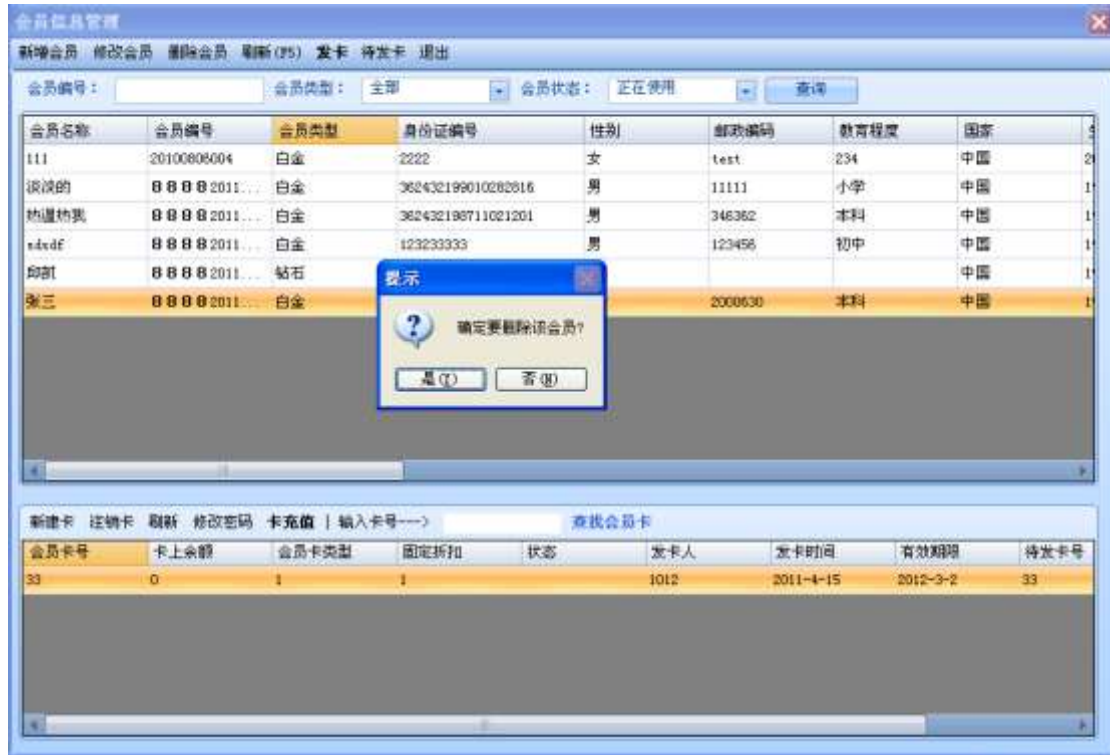 会员信息管理
新增会员 修改会员 删除会员 刷新(F5) 发卡 待发卡 退出
会员编号： 会员类型： 全部 会员状态： 正在使用 查询
会员名称 会员编号 会员类型 身份证编号 性别 邮政编码 教育程度 国家
111 20100806004 白金 2222 女 test 234 中国
淡淡的 88882011... 白金 362432199010282816 男 11111 小学 中国
88882011... 白金 362432198711021201 男 346362 本科 中国
sdsdf 88882011... 白金 123233333 男 123456 初中 中国
88882011... 钻石 中国
张三 88882011... 白金 2000630 本科 中国
提示
确定要删除该会员?
是(Y) 否(N)
新建卡 注销卡 刷新 修改密码 卡充值 | 输入卡号---> 查找会员卡
会员卡号 卡上余额 会员卡类型 固定折扣 状态 发卡人 发卡时间 有效期限 待发卡号
33 0 1 1 1012 2011-4-15 2012-3-2 33